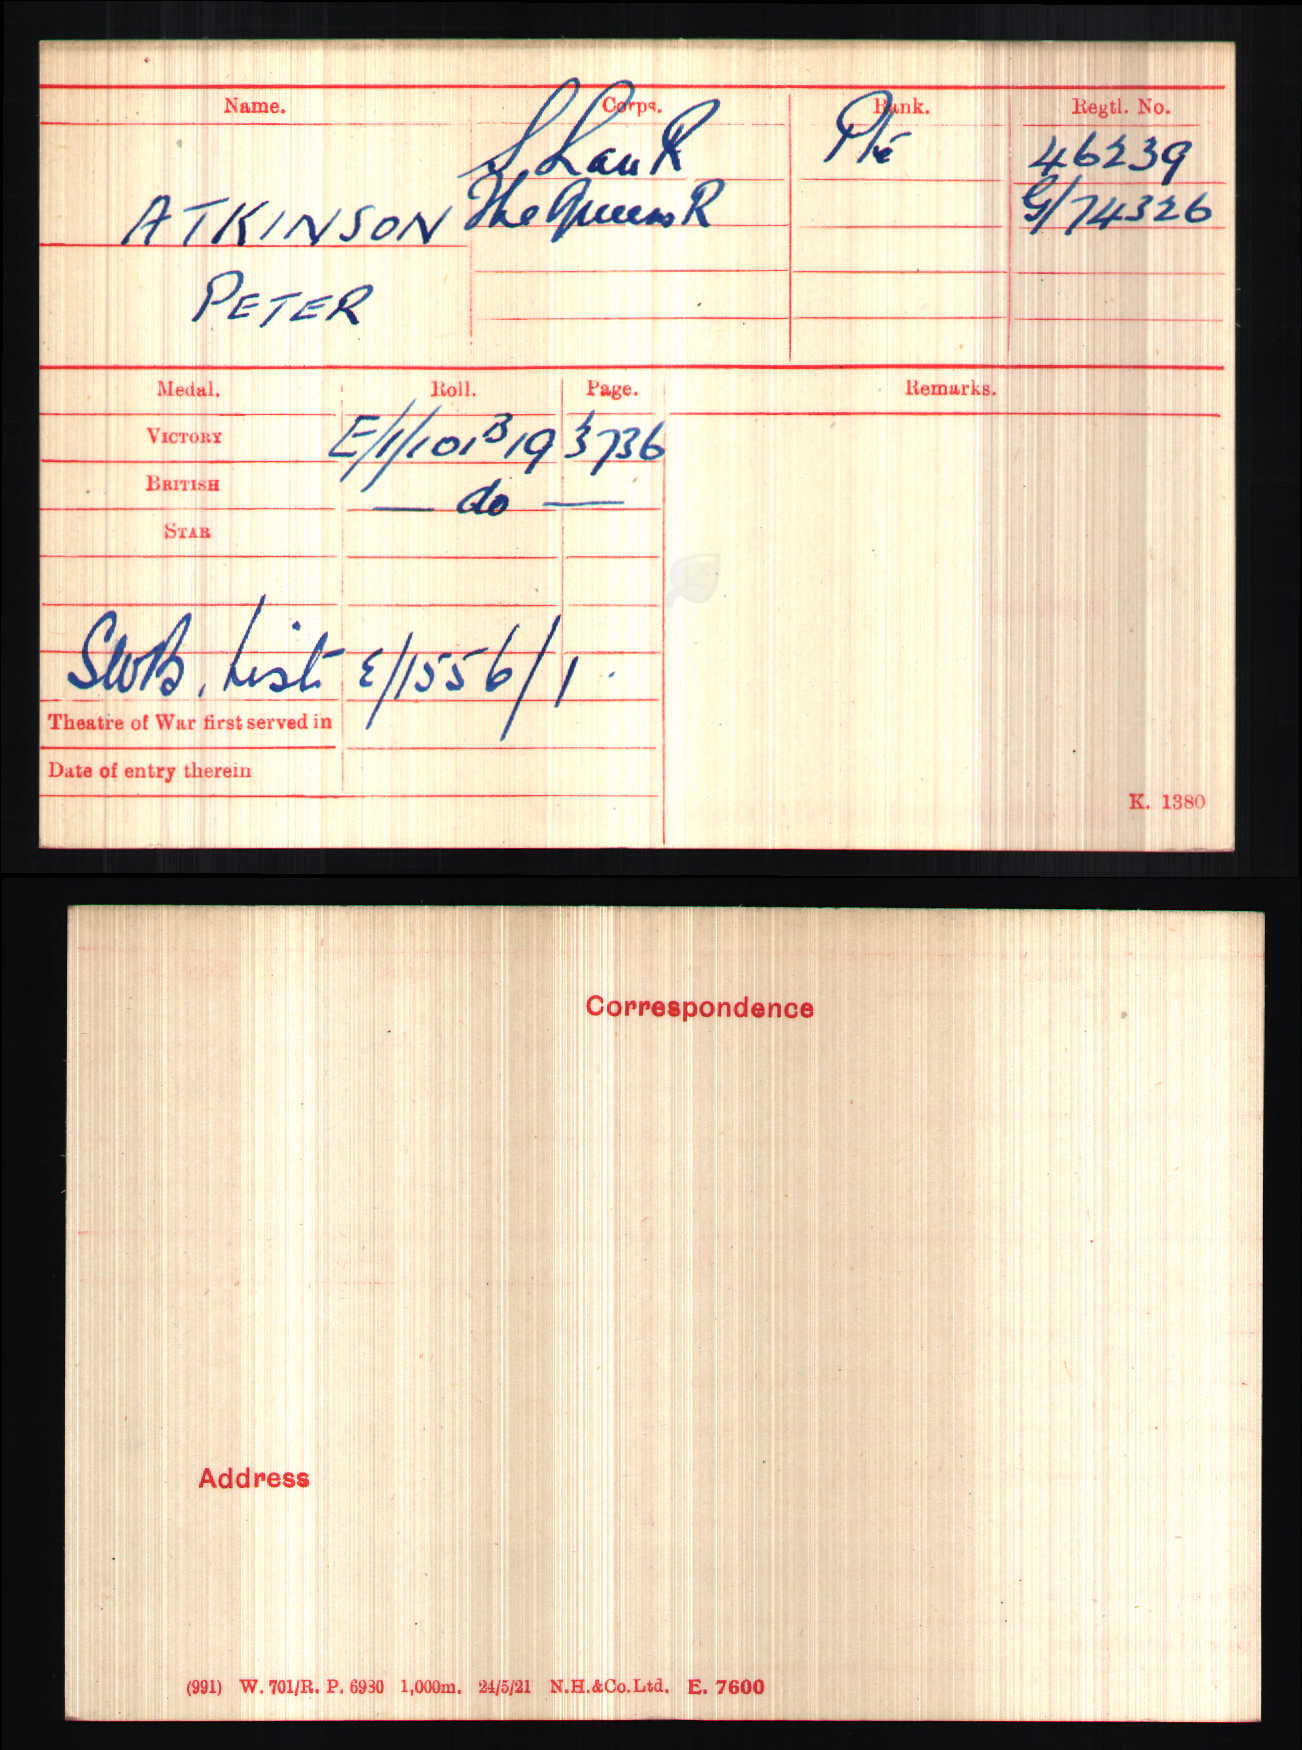 Name. Corps. Rank. Regtl. No.
S Lan R Pte 46239
ATKINSON The Queens R G/74326
PETER
Medal. Roll. Page. Remarks.
VICTORY E/1/101B19 3736
BRITISH — do —
STAR
SWB. List E/1556/1.
Theatre of War first served in
Date of entry therein
K. 1380
Correspondence
Address
(991) W. 701/R. P. 6930 1,000m. 24/5/21 N.H.&Co.Ltd. E. 7600